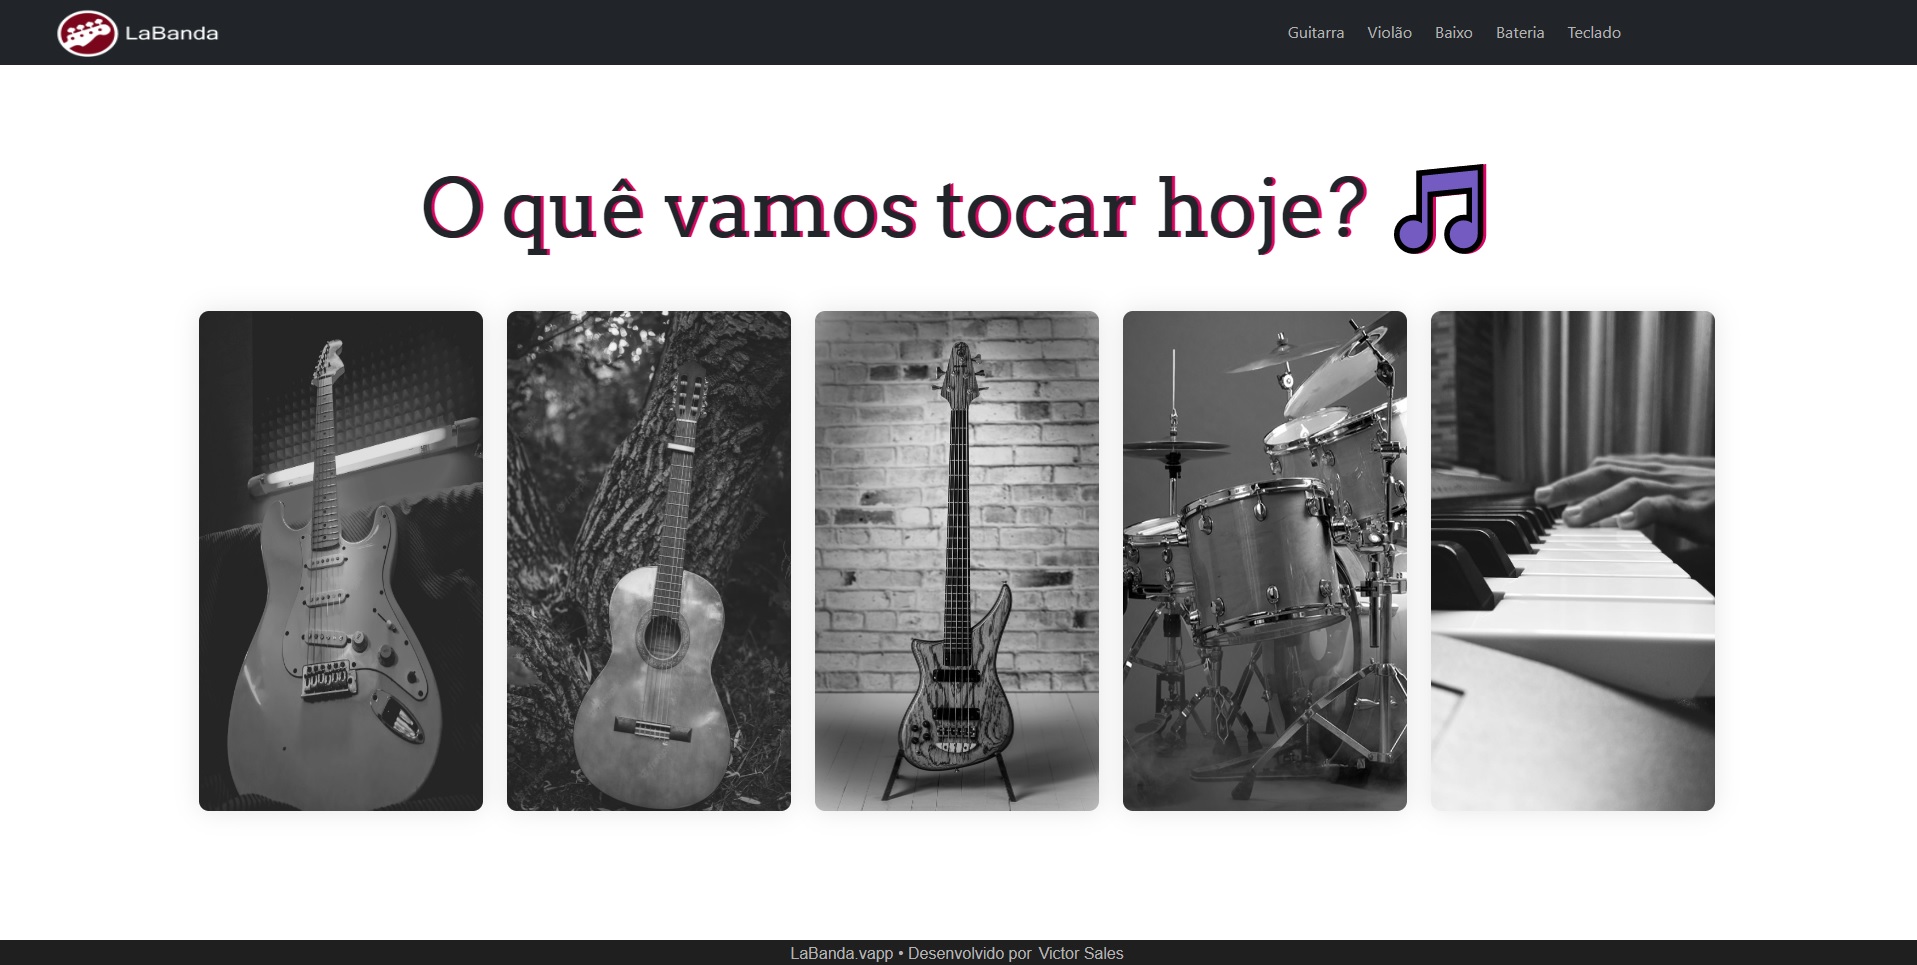 LaBanda
Guitarra Violão Baixo Bateria Teclado
O quê vamos tocar hoje? 🎵
LaBanda.vapp • Desenvolvido por Victor Sales